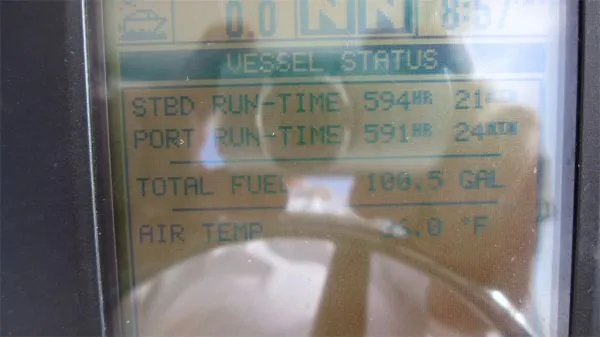 0.0 N N 8:57
VESSEL STATUS
STBD RUN-TIME 594HR 21
PORT RUN-TIME 591HR 24MIN
TOTAL FUEL 100.5 GAL
AIR TEMP °F